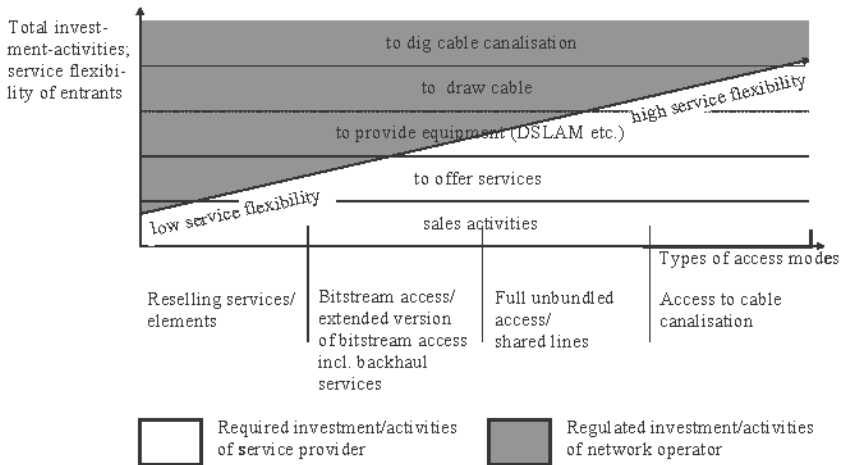 Total invest-
ment-activities;
service flexibi-
lity of entrants
to dig cable canalisation
to draw cable
high service flexibility
to provide equipment (DSLAM etc.)
to offer services
low service flexibility
sales activities
Types of access modes
Reselling services/
elements
Bitstream access/
extended version
of bitstream access
incl. backhaul
services
Full unbundled
access/
shared lines
Access to cable
canalisation
Required investment/activities
of service provider
Regulated investment/activities
of network operator